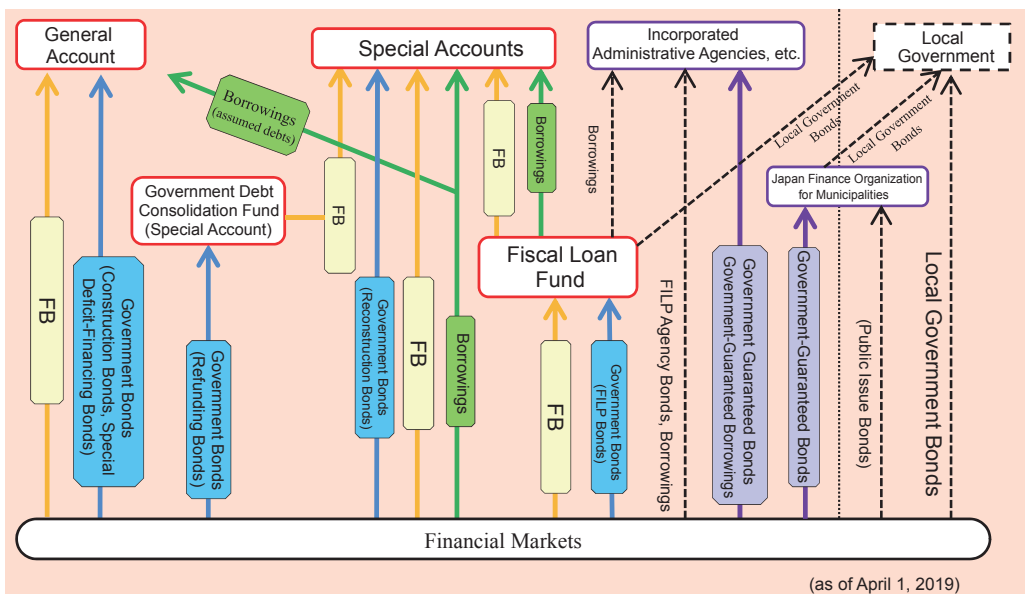 General
Account
Special Accounts
Incorporated
Administrative Agencies, etc.
Local
Government
Borrowings
(assumed debts)
Government Debt
Consolidation Fund
(Special Account)
FB
FB
Borrowings
Borrowings
Local Government
Bonds
Local Government
Bonds
Japan Finance Organization
for Municipalities
Fiscal Loan
Fund
FB
Government Bonds
(Construction Bonds, Special
Deficit-Financing Bonds)
Government Bonds
(Refunding Bonds)
Government Bonds
(Reconstruction Bonds)
FB
Borrowings
FB
Government Bonds
(FILP Bonds)
FILP Agency Bonds, Borrowings
Government Guaranteed Bonds
Government-Guaranteed Borrowings
Government-Guaranteed Bonds
(Public Issue Bonds)
Local Government Bonds
Financial Markets
(as of April 1, 2019)